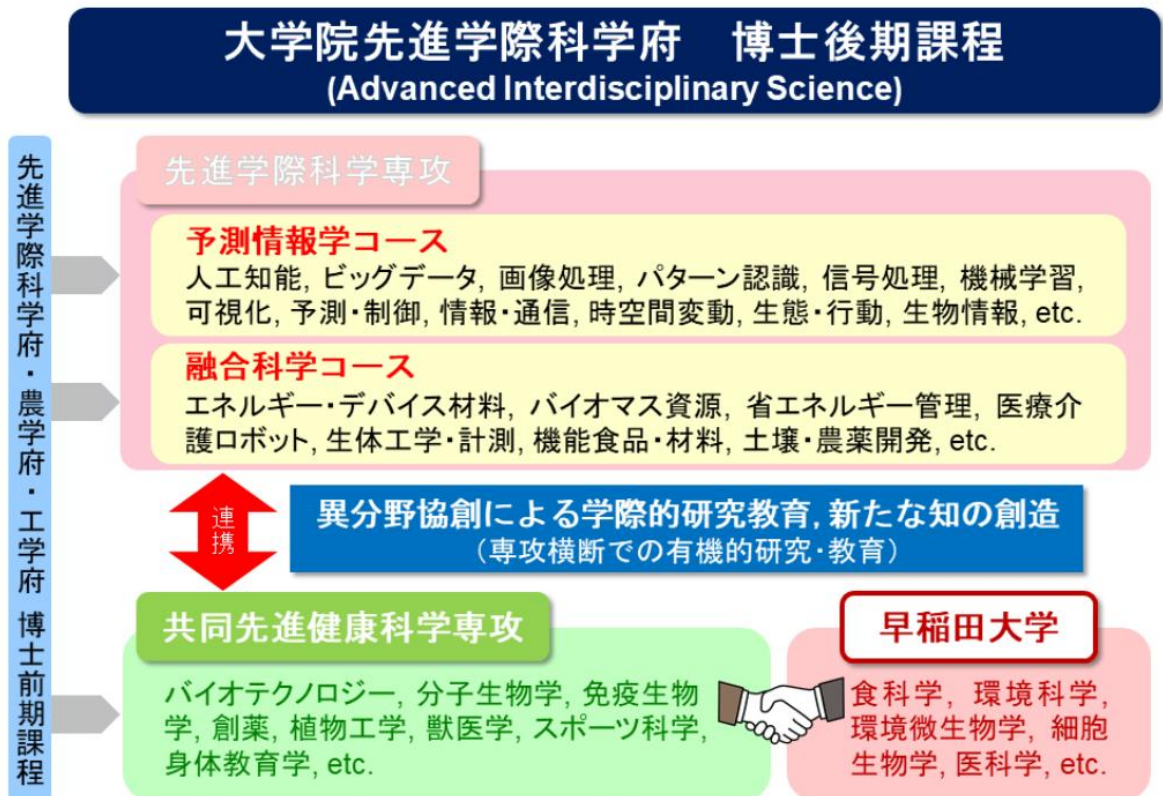 大学院先進学際科学府　博士後期課程
(Advanced Interdisciplinary Science)
先進学際科学府・農学府・工学府 博士前期課程
先進学際科学専攻
予測情報学コース
人工知能, ビッグデータ, 画像処理, パターン認識, 信号処理, 機械学習,
可視化, 予測・制御, 情報・通信, 時空間変動, 生態・行動, 生物情報, etc.
融合科学コース
エネルギー・デバイス材料, バイオマス資源, 省エネルギー管理, 医療介
護ロボット, 生体工学・計測, 機能食品・材料, 土壌・農薬開発, etc.
連携
異分野協創による学際的研究教育, 新たな知の創造
（専攻横断での有機的研究・教育）
共同先進健康科学専攻
バイオテクノロジー, 分子生物学, 免疫生物
学, 創薬, 植物工学, 獣医学, スポーツ科学,
身体教育学, etc.
早稲田大学
食科学, 環境科学,
環境微生物学, 細胞
生物学, 医科学, etc.